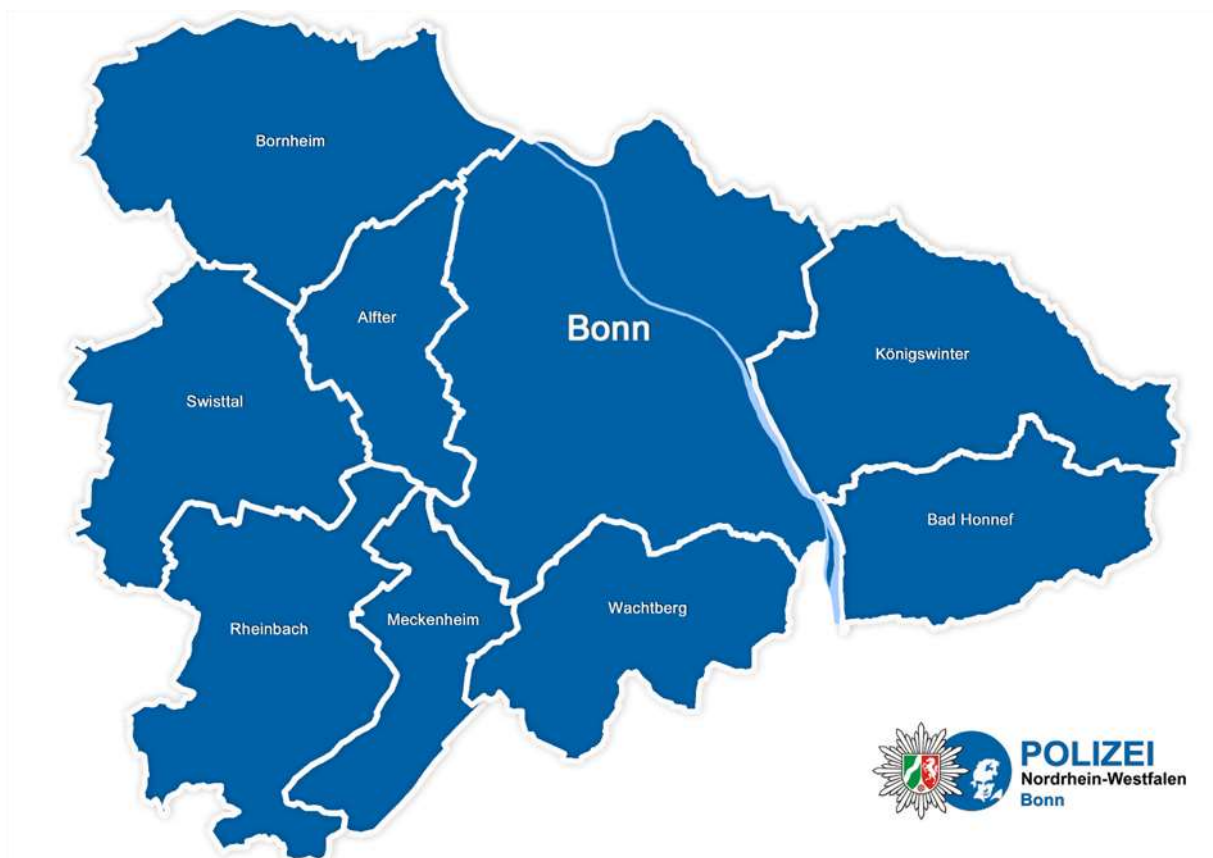 Bornheim
Alfter
Bonn
Königswinter
Swisttal
Bad Honnef
Wachtberg
Meckenheim
Rheinbach
POLIZEI
Nordrhein-Westfalen
Bonn